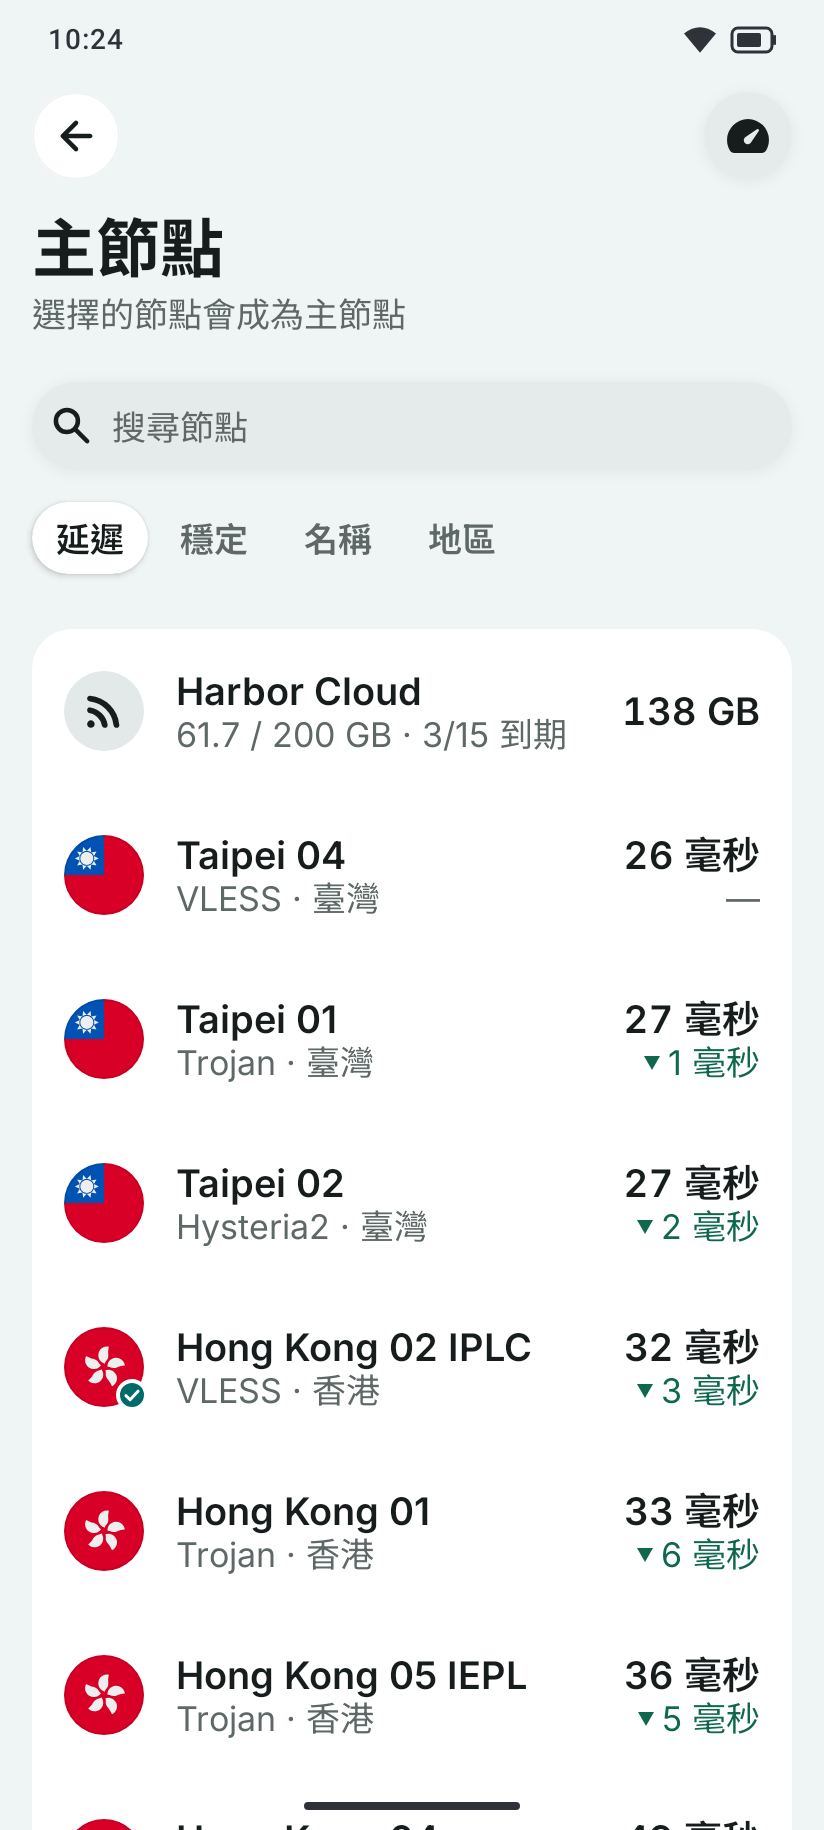 10:24
主節點
選擇的節點會成為主節點
搜尋節點
延遲 穩定 名稱 地區
Harbor Cloud
61.7 / 200 GB · 3/15 到期
138 GB
Taipei 04
VLESS · 臺灣
26 毫秒
—
Taipei 01
Trojan · 臺灣
27 毫秒
▼1 毫秒
Taipei 02
Hysteria2 · 臺灣
27 毫秒
▼2 毫秒
Hong Kong 02 IPLC
VLESS · 香港
32 毫秒
▼3 毫秒
Hong Kong 01
Trojan · 香港
33 毫秒
▼6 毫秒
Hong Kong 05 IEPL
Trojan · 香港
36 毫秒
▼5 毫秒